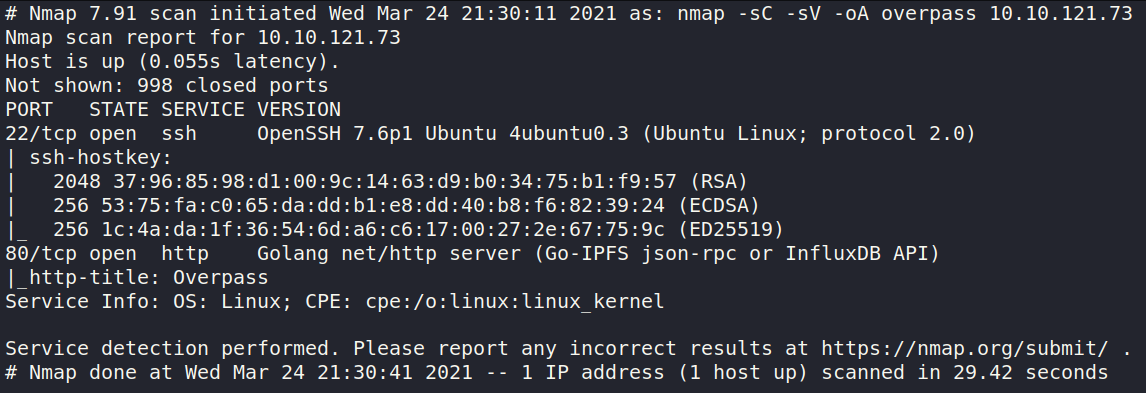 # Nmap 7.91 scan initiated Wed Mar 24 21:30:11 2021 as: nmap -sC -sV -oA overpass 10.10.121.73
Nmap scan report for 10.10.121.73
Host is up (0.055s latency).
Not shown: 998 closed ports
PORT   STATE SERVICE VERSION
22/tcp open  ssh     OpenSSH 7.6p1 Ubuntu 4ubuntu0.3 (Ubuntu Linux; protocol 2.0)
| ssh-hostkey:
|   2048 37:96:85:98:d1:00:9c:14:63:d9:b0:34:75:b1:f9:57 (RSA)
|   256 53:75:fa:c0:65:da:dd:b1:e8:dd:40:b8:f6:82:39:24 (ECDSA)
|_  256 1c:4a:da:1f:36:54:6d:a6:c6:17:00:27:2e:67:75:9c (ED25519)
80/tcp open  http    Golang net/http server (Go-IPFS json-rpc or InfluxDB API)
|_http-title: Overpass
Service Info: OS: Linux; CPE: cpe:/o:linux:linux_kernel
Service detection performed. Please report any incorrect results at https://nmap.org/submit/ .
# Nmap done at Wed Mar 24 21:30:41 2021 -- 1 IP address (1 host up) scanned in 29.42 seconds